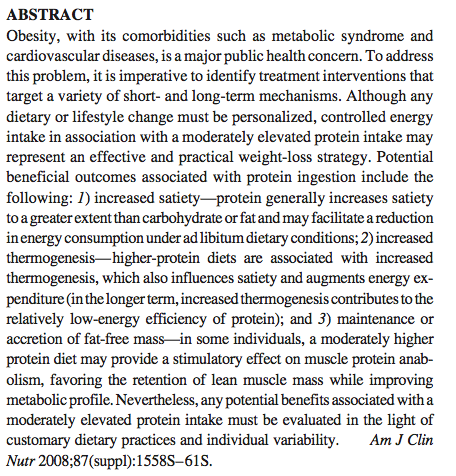 ABSTRACT
Obesity, with its comorbidities such as metabolic syndrome and
cardiovascular diseases, is a major public health concern. To address
this problem, it is imperative to identify treatment interventions that
target a variety of short- and long-term mechanisms. Although any
dietary or lifestyle change must be personalized, controlled energy
intake in association with a moderately elevated protein intake may
represent an effective and practical weight-loss strategy. Potential
beneficial outcomes associated with protein ingestion include the
following: 1) increased satiety—protein generally increases satiety
to a greater extent than carbohydrate or fat and may facilitate a reduction
in energy consumption under ad libitum dietary conditions; 2) increased
thermogenesis—higher-protein diets are associated with increased
thermogenesis, which also influences satiety and augments energy ex-
penditure (in the longer term, increased thermogenesis contributes to the
relatively low-energy efficiency of protein); and 3) maintenance or
accretion of fat-free mass—in some individuals, a moderately higher
protein diet may provide a stimulatory effect on muscle protein anab-
olism, favoring the retention of lean muscle mass while improving
metabolic profile. Nevertheless, any potential benefits associated with a
moderately elevated protein intake must be evaluated in the light of
customary dietary practices and individual variability. Am J Clin
Nutr 2008;87(suppl):1558S–61S.